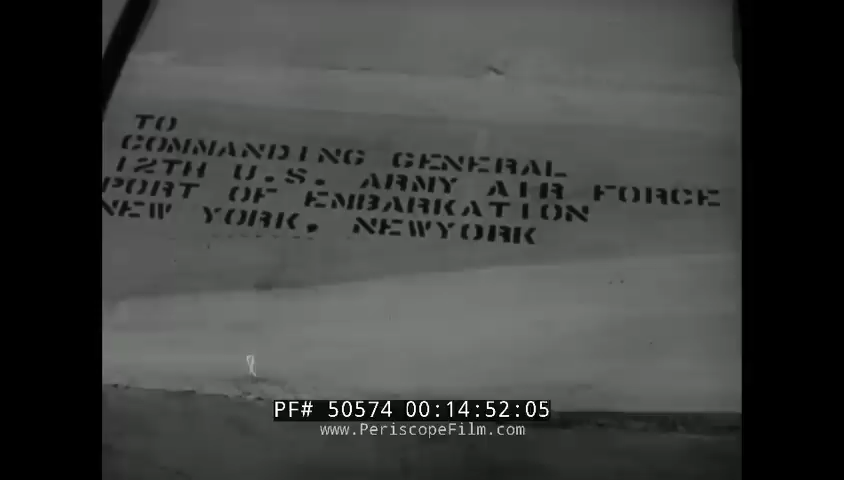 TO
COMMANDING GENERAL
12TH U.S. ARMY AIR FORCE
PORT OF EMBARKATION
NEW YORK, NEWYORK
PF# 50574 00:14:52:05
www.PeriscopeFilm.com